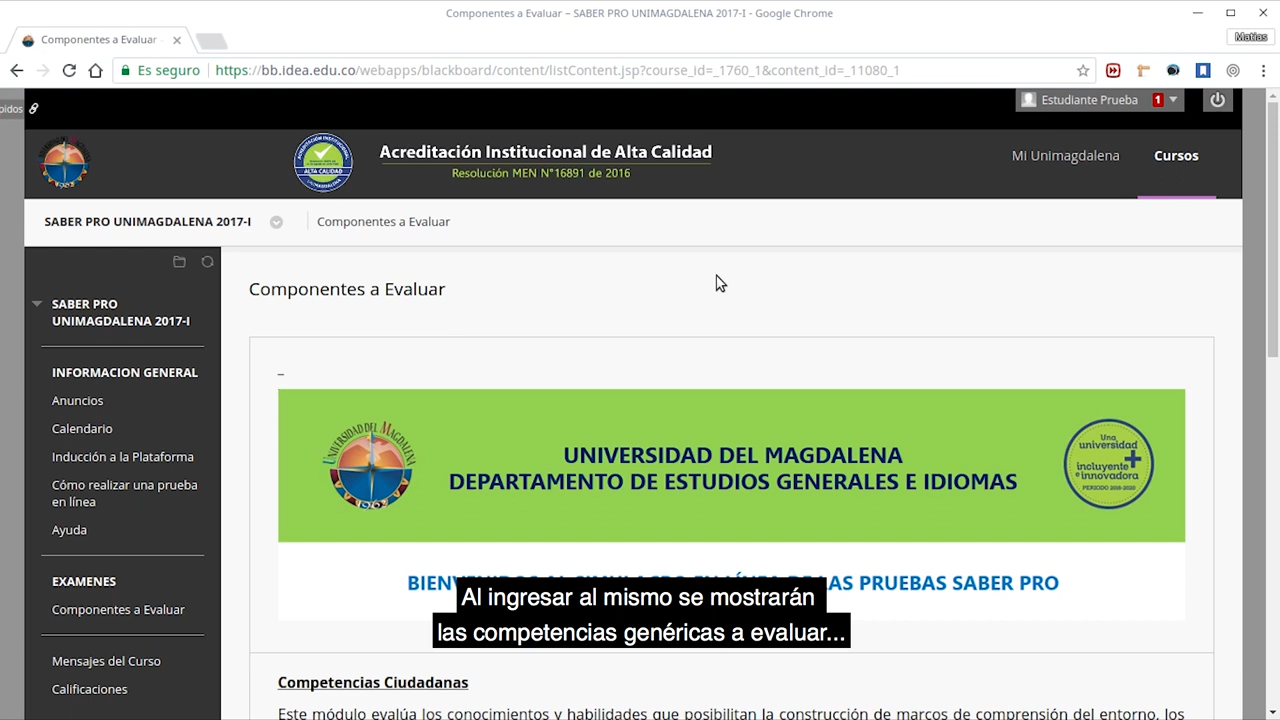 Componentes a Evaluar – SABER PRO UNIMAGDALENA 2017-I - Google Chrome
Componentes a Evaluar
Matias
Es seguro
https://bb.idea.edu.co/webapps/blackboard/content/listContent.jsp?course_id=_1760_1&content_id=_11080_1
pidos
Estudiante Prueba
1
ALTA CALIDAD
Acreditación Institucional de Alta Calidad
Resolución MEN N°16891 de 2016
Mi Unimagdalena
Cursos
SABER PRO UNIMAGDALENA 2017-I
Componentes a Evaluar
SABER PRO
UNIMAGDALENA 2017-I
INFORMACION GENERAL
Anuncios
Calendario
Inducción a la Plataforma
Cómo realizar una prueba
en línea
Ayuda
EXAMENES
Componentes a Evaluar
Mensajes del Curso
Calificaciones
Componentes a Evaluar
_
UNIVERSIDAD DEL MAGDALENA
UNIVERSIDAD DEL MAGDALENA
DEPARTAMENTO DE ESTUDIOS GENERALES E IDIOMAS
Una
universidad
+
incluyente
e innovadora
LAS PRUEBAS SABER PRO
Al ingresar al mismo se mostrarán
las competencias genéricas a evaluar...
Competencias Ciudadanas
Este módulo evalúa los conocimientos y habilidades que posibilitan la construcción de marcos de comprensión del entorno, los